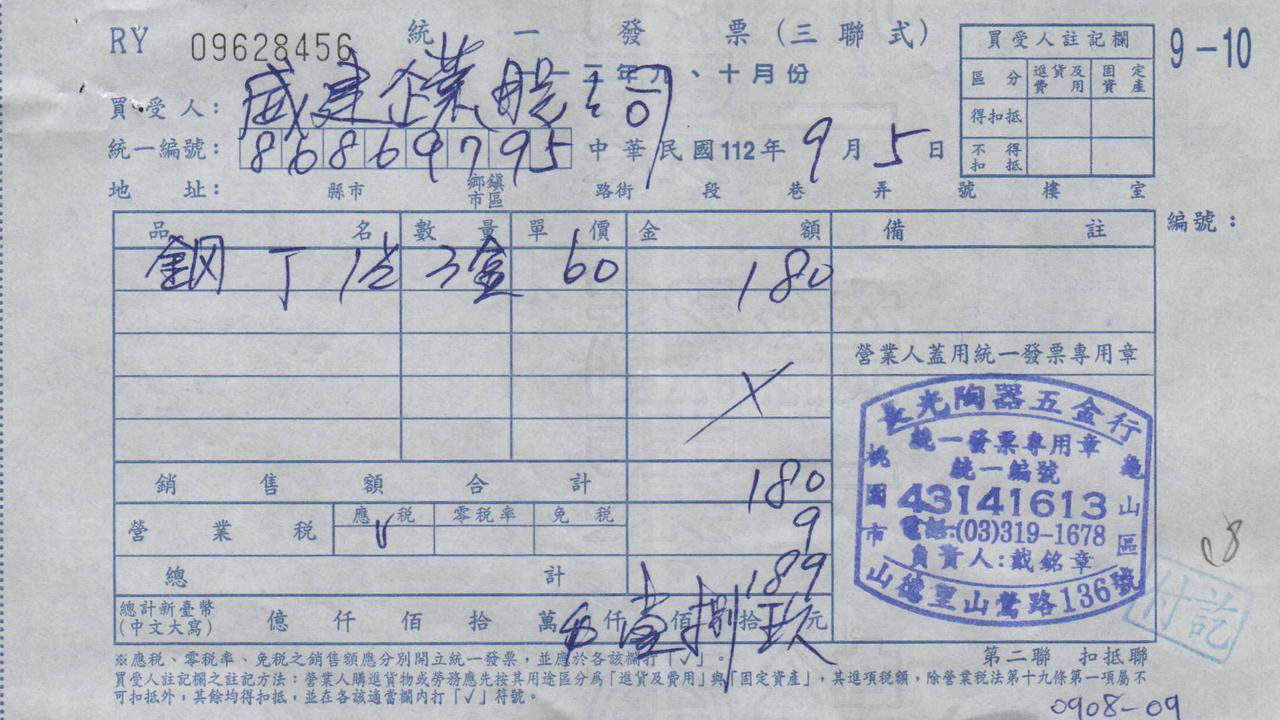 RY 09628456 統一發票(三聯式)
一一二年九、十月份
9-10
買受人註記欄
區分 進貨及費用 固定資產
得扣抵
不得扣抵
買受人: 威建企業股 司
統一編號: 86869795 中華民國112年9月5日
地址: 縣市 鄉鎮市區 路街 段 巷 弄 號 樓 室
編號:
品名 數量 單價 金額 備註
鋼丁 3盒 60 180
營業人蓋用統一發票專用章
銷售額合計 180
營業稅 應稅 V 零稅率 免稅 9
總計 189
總計新臺幣(中文大寫) 億 仟 佰 拾 萬 仟 壹 佰 捌 拾 玖 元
長光陶器五金行
統一發票專用章
統一編號
43141613
電話:(03)319-1678
負責人:戴銘章
桃園市龜山區
山德里山鶯路136號
付訖
※應稅、零稅率、免稅之銷售額應分別開立統一發票,並應於各該欄打「√」。
第二聯 扣抵聯
買受人註記欄之註記方法:營業人購進貨物或勞務應先按其用途區分為「進貨及費用」與「固定資產」,其進項稅額,除營業稅法第十九條第一項屬不
可扣抵外,其餘均得扣抵,並在各該適當欄內打「√」符號。
0908-09